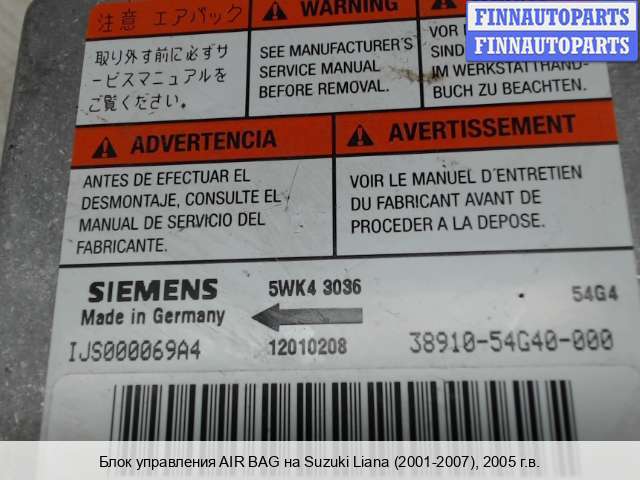 注意 エアバック
取り外す前に必ずサ
ービスマニュアルを
ご覧ください。
WARNING
SEE MANUFACTURER'S
SERVICE MANUAL
BEFORE REMOVAL.
VOR
SIND
IM WERKSTATTHAND-
BUCH ZU BEACHTEN.
FINNAUTOPARTS
FINNAUTOPARTS
ADVERTENCIA
ANTES DE EFECTUAR EL
DESMONTAJE, CONSULTE EL
MANUAL DE SERVICIO DEL
FABRICANTE.
AVERTISSEMENT
VOIR LE MANUEL D'ENTRETIEN
DU FABRICANT AVANT DE
PROCEDER A LA DEPOSE.
SIEMENS 5WK4 3036 54G4
Made in Germany
IJS000069A4 12010208 38910-54G40-000
Блок управления AIR BAG на Suzuki Liana (2001-2007), 2005 г.в.